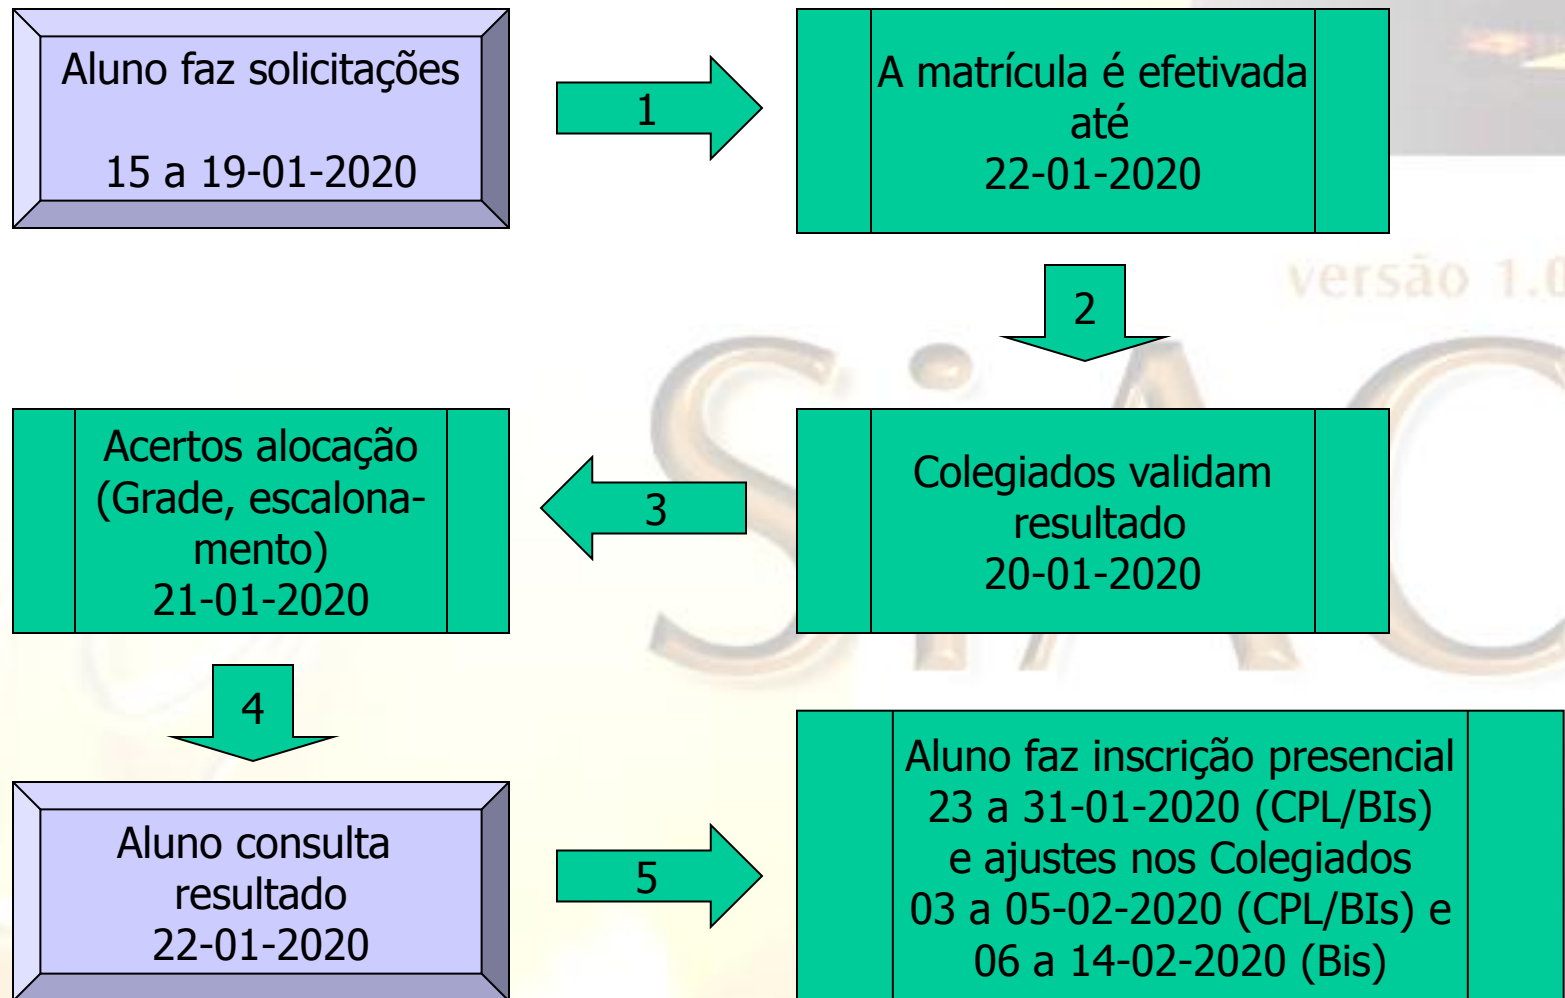 Aluno faz solicitações
15 a 19-01-2020
1
A matrícula é efetivada
até
22-01-2020
versão 1.0
2
SiAC
Acertos alocação
(Grade, escalona-
mento)
21-01-2020
3
Colegiados validam
resultado
20-01-2020
4
Aluno consulta
resultado
22-01-2020
5
Aluno faz inscrição presencial
23 a 31-01-2020 (CPL/BIs)
e ajustes nos Colegiados
03 a 05-02-2020 (CPL/BIs) e
06 a 14-02-2020 (Bis)